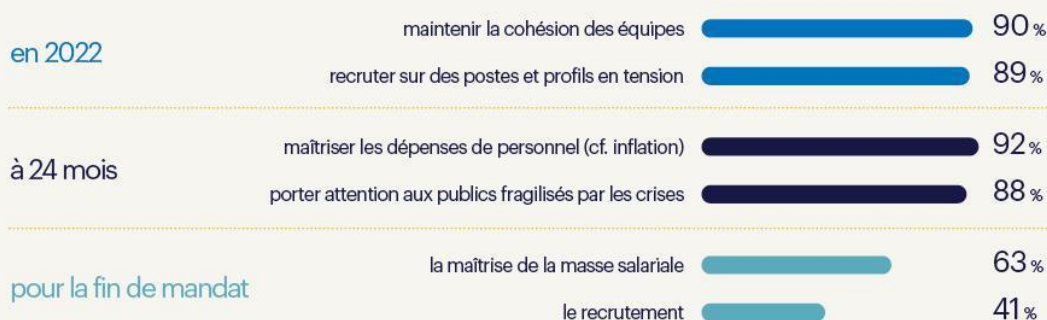 en 2022
maintenir la cohésion des équipes 90 %
recruter sur des postes et profils en tension 89 %
à 24 mois
maîtriser les dépenses de personnel (cf. inflation) 92 %
porter attention aux publics fragilisés par les crises 88 %
pour la fin de mandat
la maîtrise de la masse salariale 63 %
le recrutement 41 %